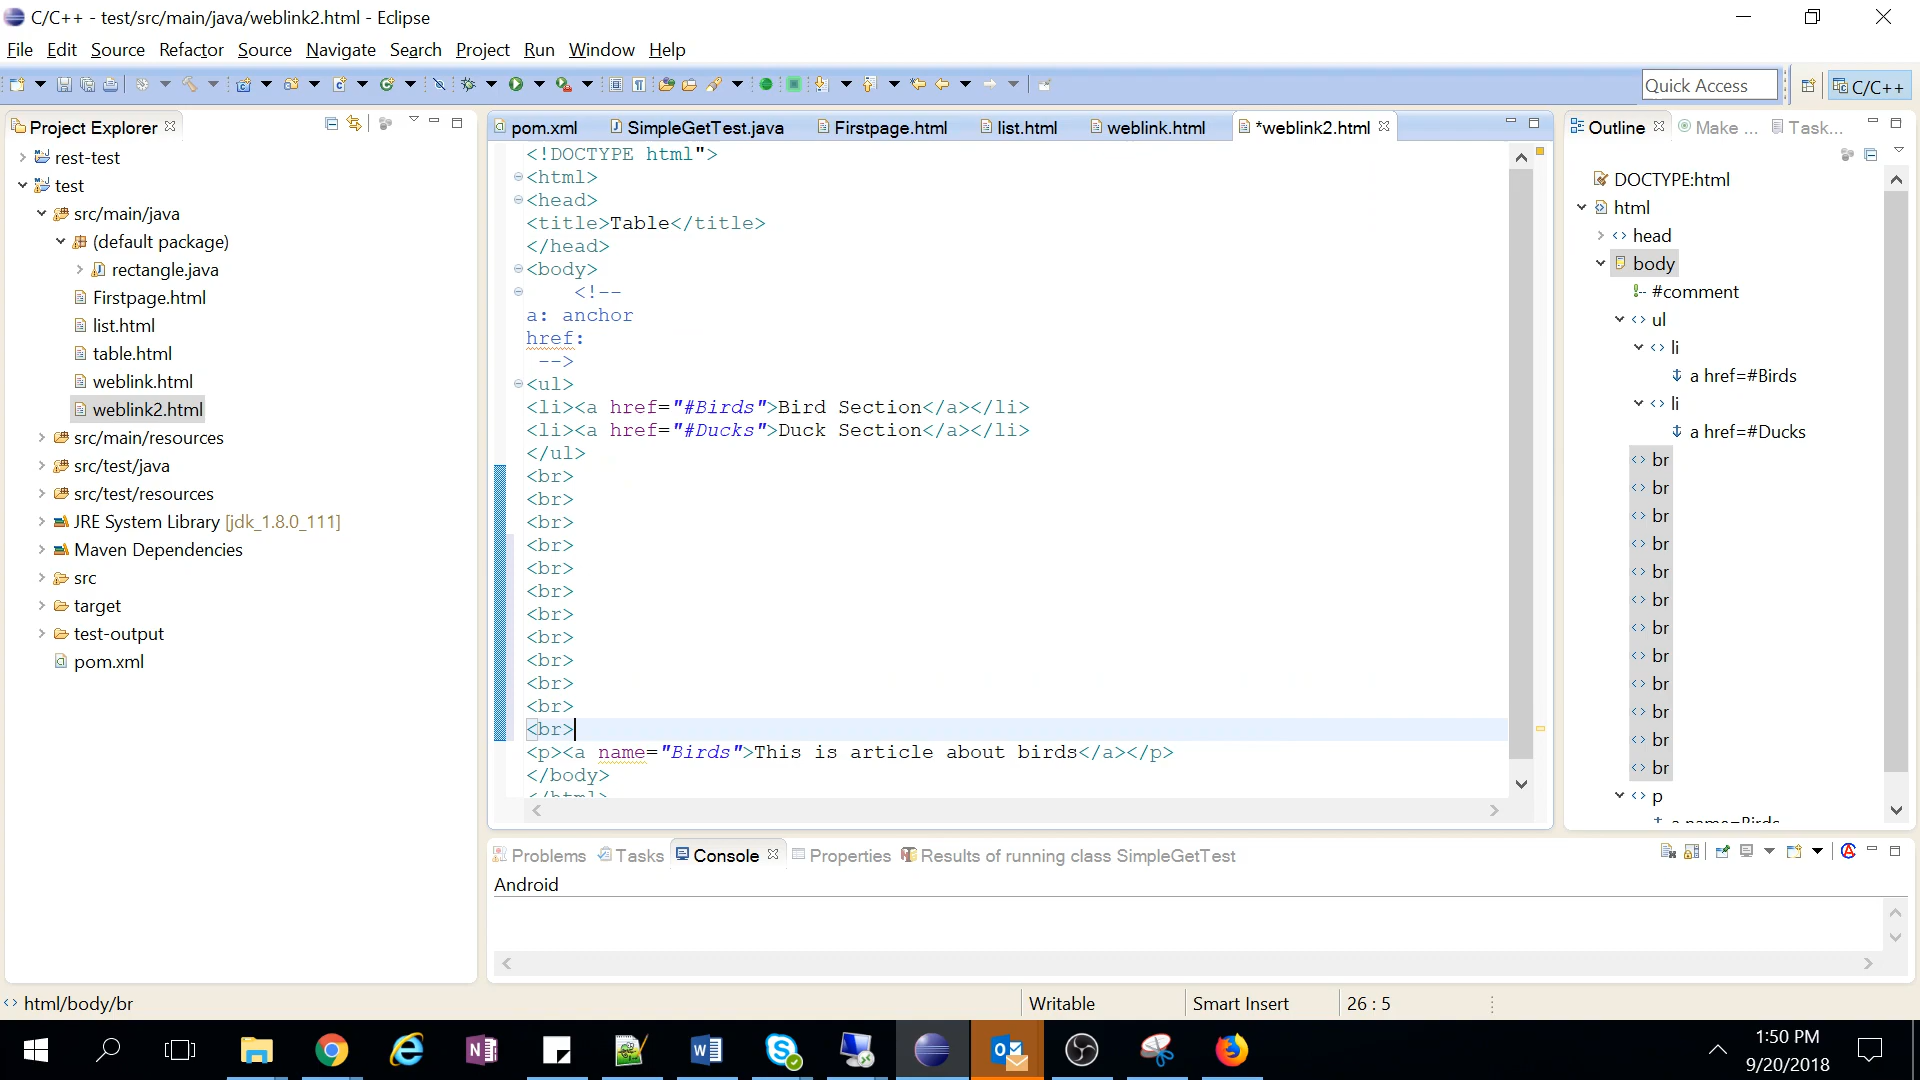 C/C++ - test/src/main/java/weblink2.html - Eclipse
File Edit Source Refactor Source Navigate Search Project Run Window Help
Quick Access
C/C++
Project Explorer
rest-test
test
src/main/java
(default package)
rectangle.java
Firstpage.html
list.html
table.html
weblink.html
weblink2.html
src/main/resources
src/test/java
src/test/resources
JRE System Library [jdk_1.8.0_111]
Maven Dependencies
src
target
test-output
pom.xml
pom.xml SimpleGetTest.java Firstpage.html list.html weblink.html *weblink2.html
<!DOCTYPE html">
<html>
<head>
<title>Table</title>
</head>
<body>
<!--
a: anchor
href:
-->
<ul>
<li><a href="#Birds">Bird Section</a></li>
<li><a href="#Ducks">Duck Section</a></li>
</ul>
<br>
<br>
<br>
<br>
<br>
<br>
<br>
<br>
<br>
<br>
<br>
<br>
<p><a name="Birds">This is article about birds</a></p>
</body>
</html>
Outline Make ... Task...
DOCTYPE:html
html
head
body
#comment
ul
li
a href=#Birds
li
a href=#Ducks
br
br
br
br
br
br
br
br
br
br
br
br
p
a name=Birds
Problems Tasks Console Properties Results of running class SimpleGetTest
Android
html/body/br
Writable
Smart Insert
26 : 5
1:50 PM
9/20/2018